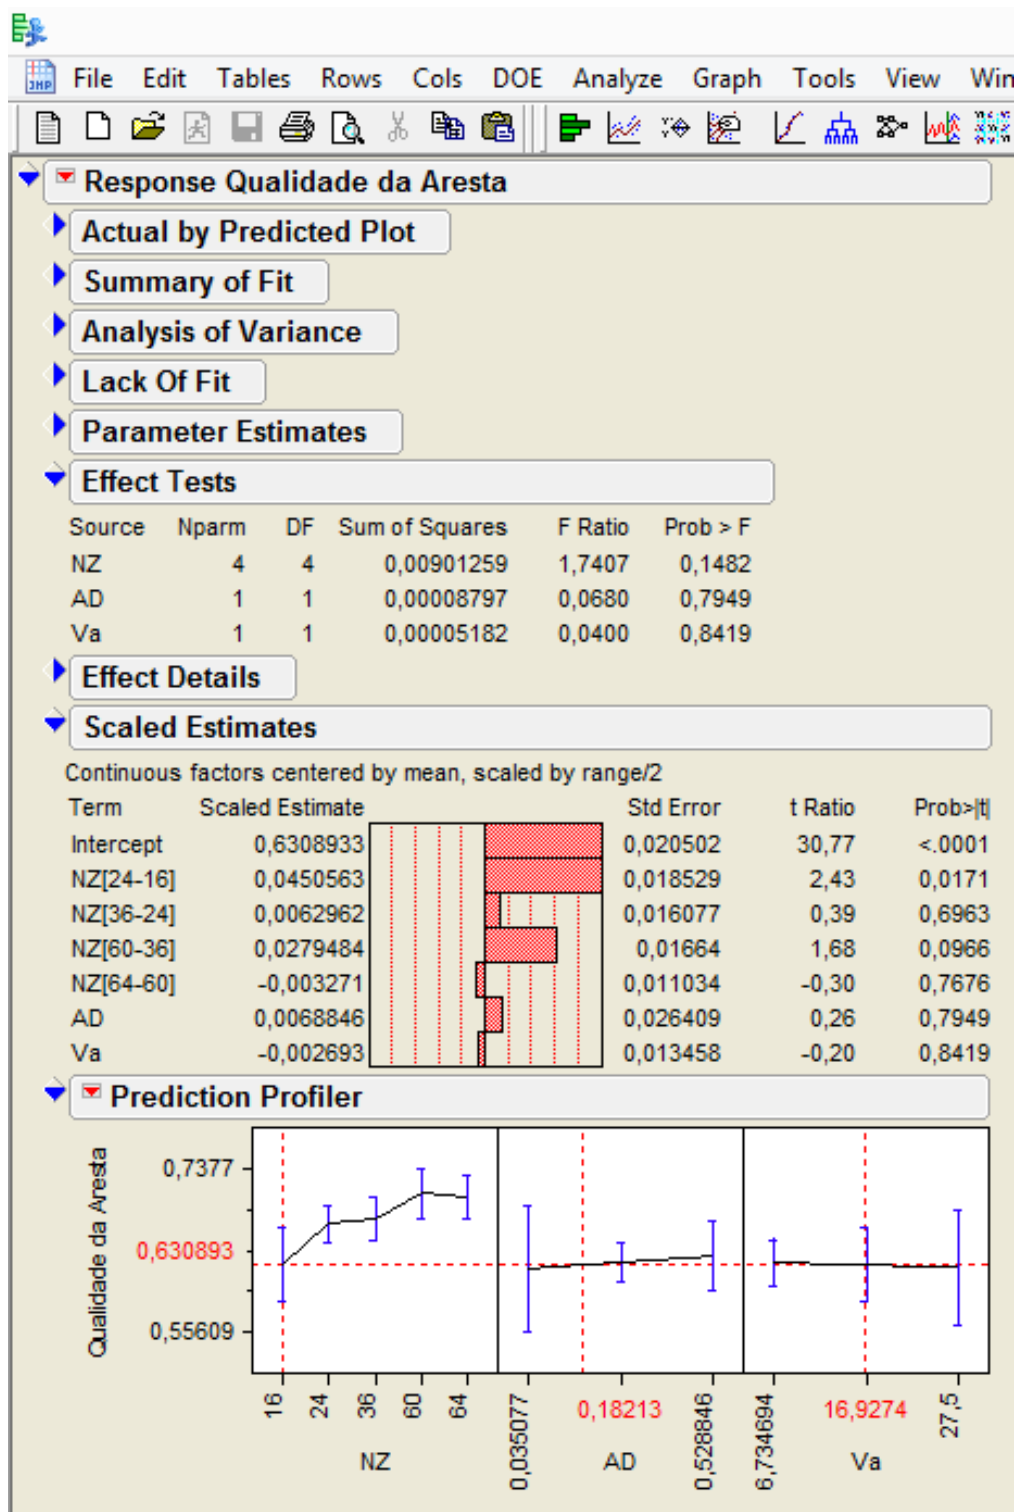 JMP File Edit Tables Rows Cols DOE Analyze Graph Tools View Win
Response Qualidade da Aresta
Actual by Predicted Plot
Summary of Fit
Analysis of Variance
Lack Of Fit
Parameter Estimates
Effect Tests
Source Nparm DF Sum of Squares F Ratio Prob > F
NZ 4 4 0,00901259 1,7407 0,1482
AD 1 1 0,00008797 0,0680 0,7949
Va 1 1 0,00005182 0,0400 0,8419
Effect Details
Scaled Estimates
Continuous factors centered by mean, scaled by range/2
Term Scaled Estimate Std Error t Ratio Prob>|t|
Intercept 0,6308933 0,020502 30,77 <.0001
NZ[24-16] 0,0450563 0,018529 2,43 0,0171
NZ[36-24] 0,0062962 0,016077 0,39 0,6963
NZ[60-36] 0,0279484 0,01664 1,68 0,0966
NZ[64-60] -0,003271 0,011034 -0,30 0,7676
AD 0,0068846 0,026409 0,26 0,7949
Va -0,002693 0,013458 -0,20 0,8419
Prediction Profiler
Qualidade da Aresta
0,7377
0,630893
0,55609
16 24 36 60 64 0,035077 0,18213 0,528846 6,734694 16,9274 27,5
NZ AD Va